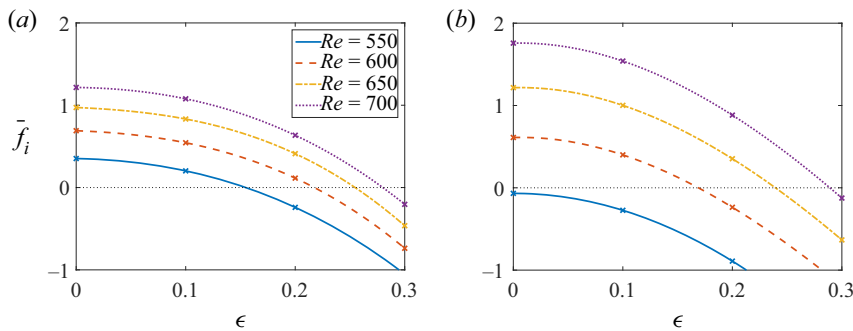 (a)
2
1
0
−1
f̄i
0
0.1
0.2
0.3
ϵ
Re = 550
Re = 600
Re = 650
Re = 700
(b)
2
1
0
−1
0
0.1
0.2
0.3
ϵ